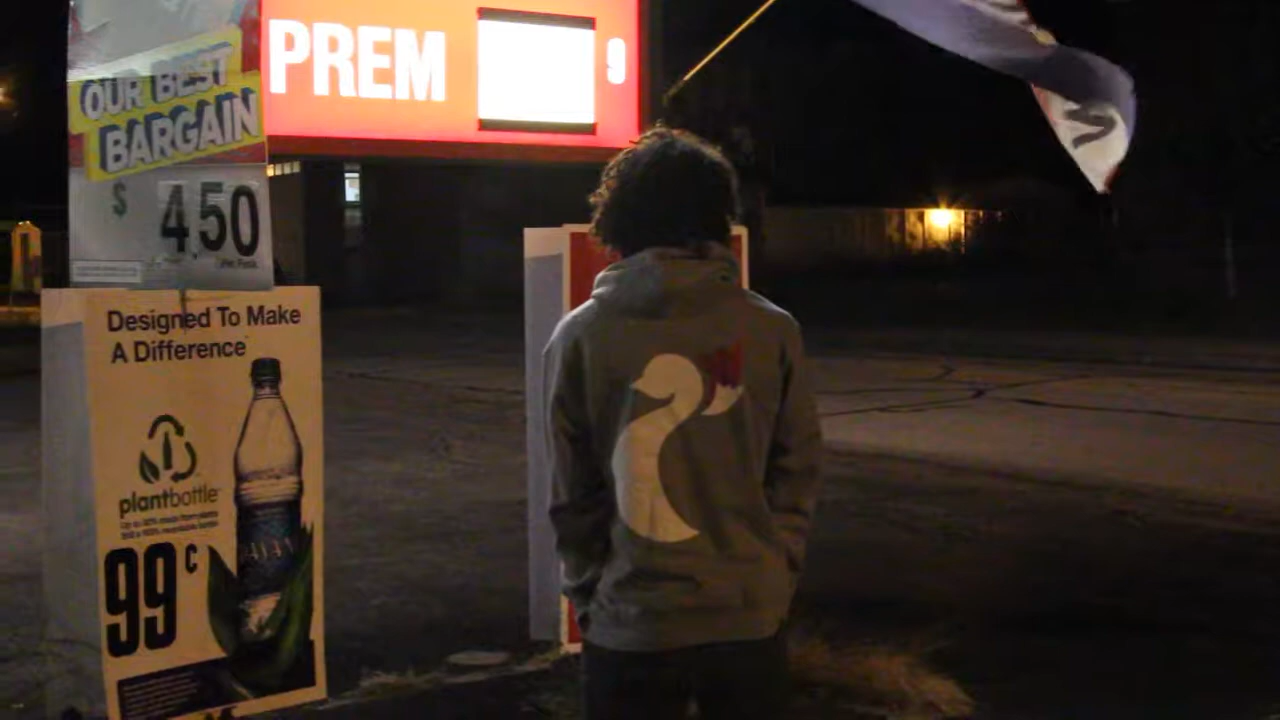 PREM 9
OUR BEST
BARGAIN
$ 4.50
Designed To Make
A Difference
plantbottle
99¢